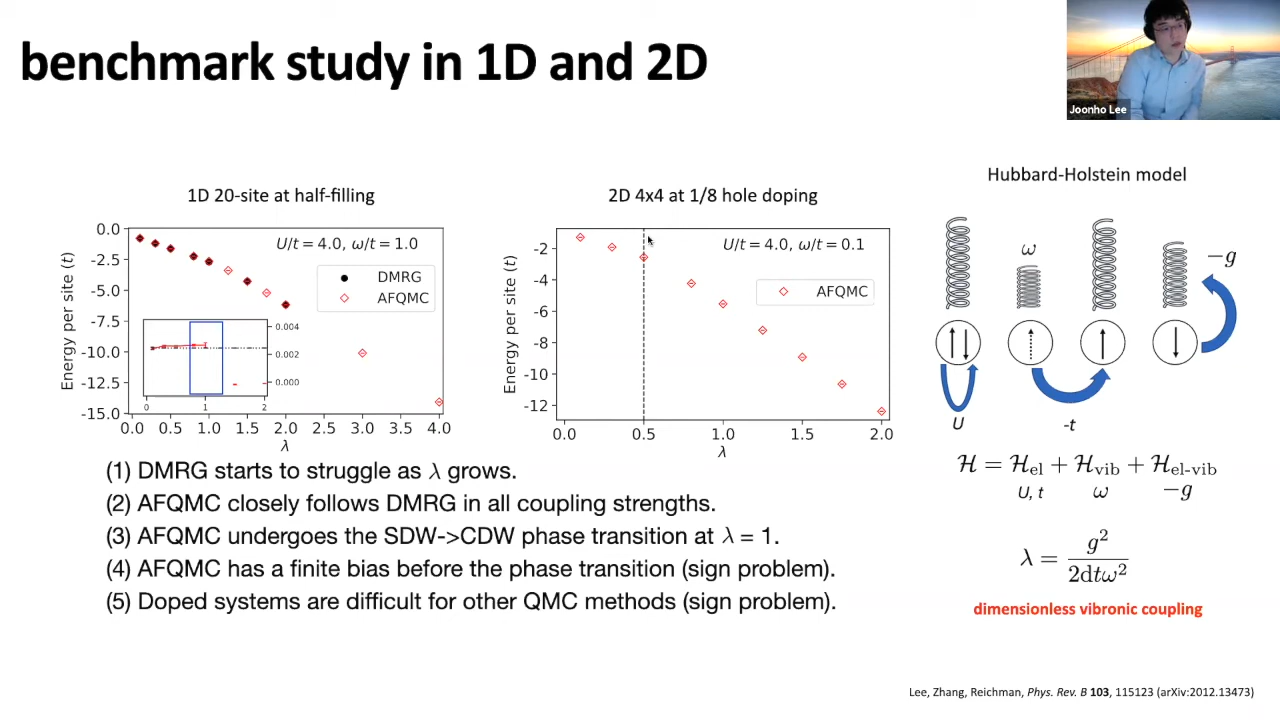 benchmark study in 1D and 2D
Joonho Lee
1D 20-site at half-filling
0.0
-2.5
-5.0
-7.5
-10.0
-12.5
-15.0
Energy per site (t)
U/t = 4.0, ω/t = 1.0
DMRG
AFQMC
0.004
0.002
0.000
0 1 2
0.0 0.5 1.0 1.5 2.0 2.5 3.0 3.5 4.0
λ
2D 4x4 at 1/8 hole doping
-2
-4
-6
-8
-10
-12
Energy per site (t)
U/t = 4.0, ω/t = 0.1
AFQMC
0.0 0.5 1.0 1.5 2.0
λ
(1) DMRG starts to struggle as λ grows.
(2) AFQMC closely follows DMRG in all coupling strengths.
(3) AFQMC undergoes the SDW->CDW phase transition at λ = 1.
(4) AFQMC has a finite bias before the phase transition (sign problem).
(5) Doped systems are difficult for other QMC methods (sign problem).
Hubbard-Holstein model
ω
−g
U
-t
ℋ = ℋel + ℋvib + ℋel-vib
U, t ω −g
λ = g² / 2dtω²
dimensionless vibronic coupling
Lee, Zhang, Reichman, Phys. Rev. B 103, 115123 (arXiv:2012.13473)